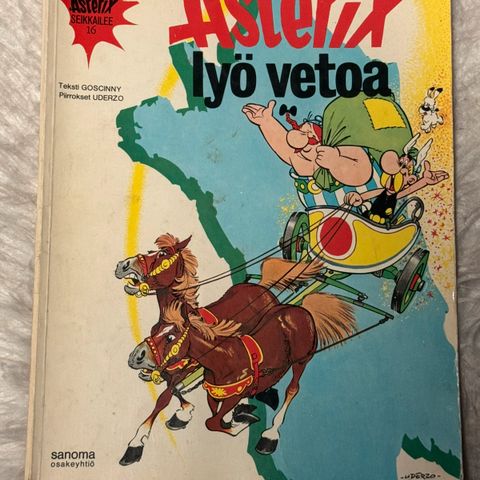 Asterix
SEIKKAILEE
16
Asterix
lyö vetoa
Teksti GOSCINNY
Piirrokset UDERZO
sanoma
osakeyhtiö
-UDERZO-